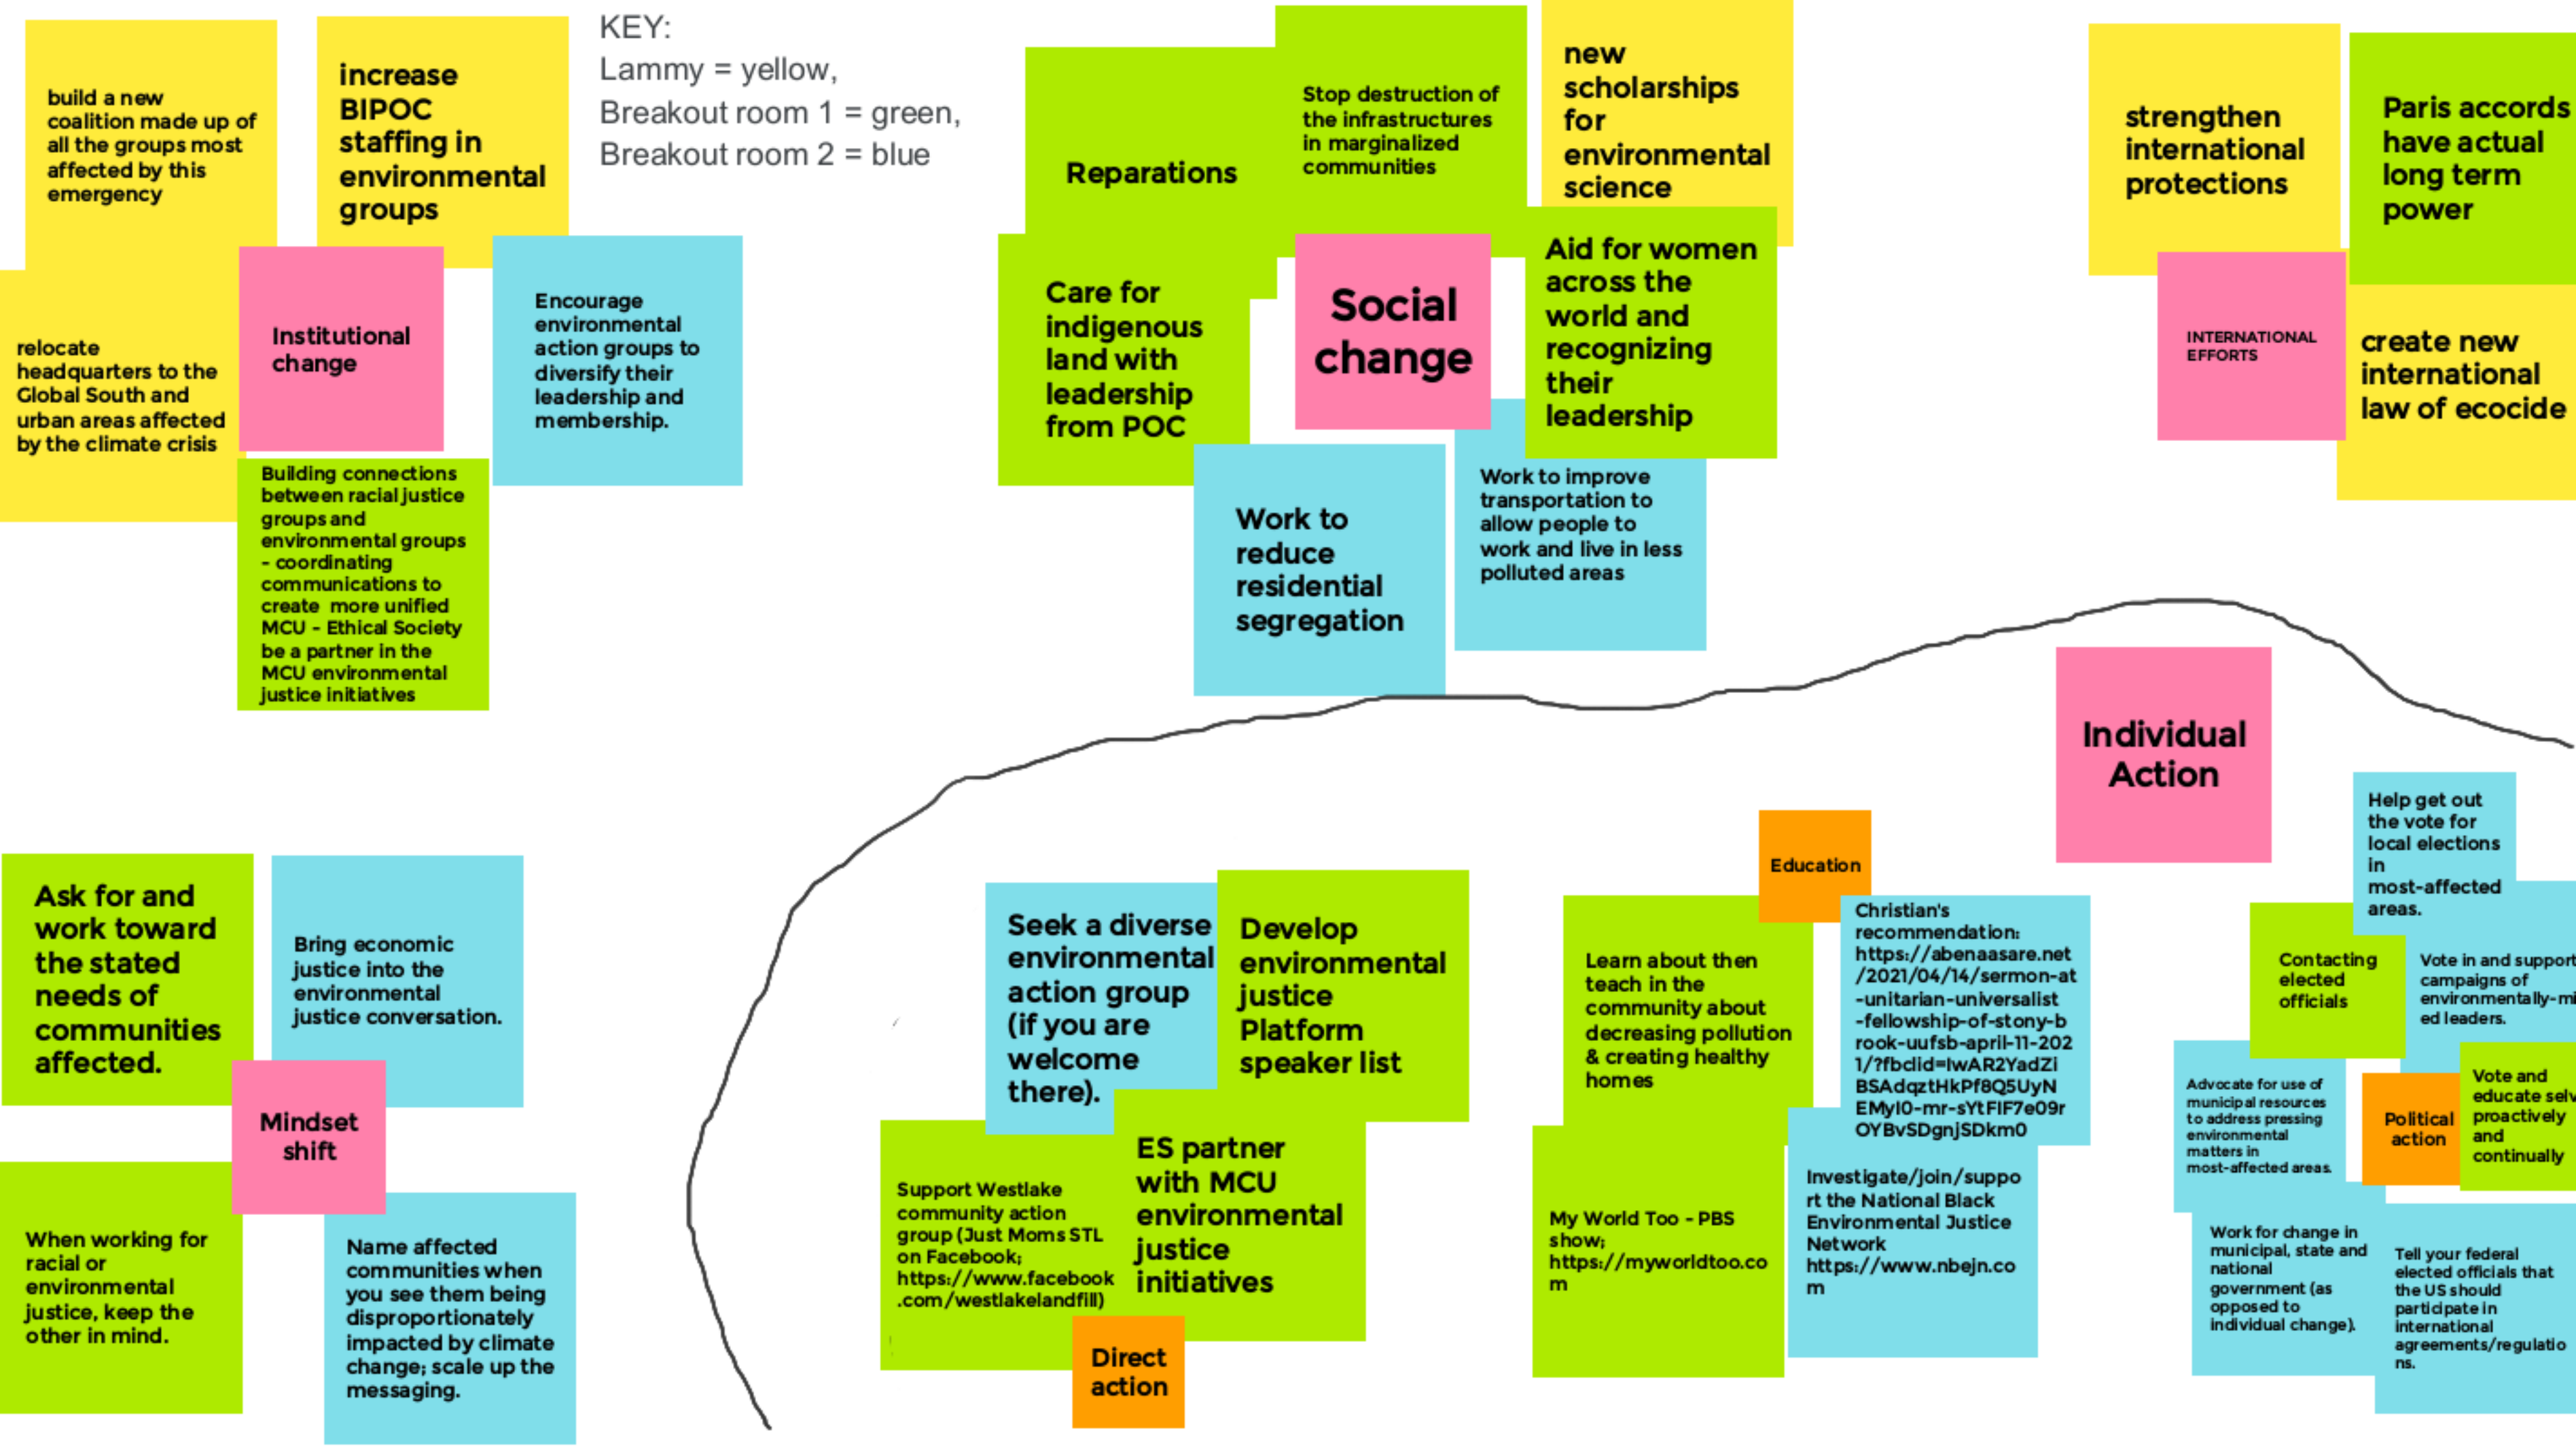 build a new
coalition made up of
all the groups most
affected by this
emergency
increase
BIPOC
staffing in
environmental
groups
KEY:
Lammy = yellow,
Breakout room 1 = green,
Breakout room 2 = blue
relocate
headquarters to the
Global South and
urban areas affected
by the climate crisis
Institutional
change
Encourage
environmental
action groups to
diversify their
leadership and
membership.
Building connections
between racial justice
groups and
environmental groups
- coordinating
communications to
create more unified
MCU - Ethical Society
be a partner in the
MCU environmental
justice initiatives
Reparations
Stop destruction of
the infrastructures
in marginalized
communities
new
scholarships
for
environmental
science
Care for
indigenous
land with
leadership
from POC
Social
change
Aid for women
across the
world and
recognizing
their
leadership
Work to
reduce
residential
segregation
Work to improve
transportation to
allow people to
work and live in less
polluted areas
strengthen
international
protections
Paris accords
have actual
long term
power
INTERNATIONAL
EFFORTS
create new
international
law of ecocide
Ask for and
work toward
the stated
needs of
communities
affected.
Bring economic
justice into the
environmental
justice conversation.
Mindset
shift
When working for
racial or
environmental
justice, keep the
other in mind.
Name affected
communities when
you see them being
disproportionately
impacted by climate
change; scale up the
messaging.
Individual
Action
Seek a diverse
environmental
action group
(if you are
welcome
there).
Develop
environmental
justice
Platform
speaker list
Support Westlake
community action
group (Just Moms STL
on Facebook;
https://www.facebook
.com/westlakelandfill)
ES partner
with MCU
environmental
justice
initiatives
Direct
action
Education
Learn about then
teach in the
community about
decreasing pollution
& creating healthy
homes
Christian's
recommendation:
https://abenaasare.net
/2021/04/14/sermon-at
-unitarian-universalist
-fellowship-of-stony-b
rook-uufsb-april-11-202
1/?fbclid=IwAR2YadZi
BSAdqztHkPf8Q5UyN
EMyI0-mr-sYtFIF7e09r
OYBvSDgnjSDkm0
My World Too - PBS
show;
https://myworldtoo.co
m
Investigate/join/suppo
rt the National Black
Environmental Justice
Network
https://www.nbejn.co
m
Help get out
the vote for
local elections
in
most-affected
areas.
Contacting
elected
officials
Vote in and support
campaigns of
environmentally-mi
ed leaders.
Advocate for use of
municipal resources
to address pressing
environmental
matters in
most-affected areas.
Political
action
Vote and
educate selv
proactively
and
continually
Work for change in
municipal, state and
national
government (as
opposed to
individual change).
Tell your federal
elected officials that
the US should
participate in
international
agreements/regulatio
ns.